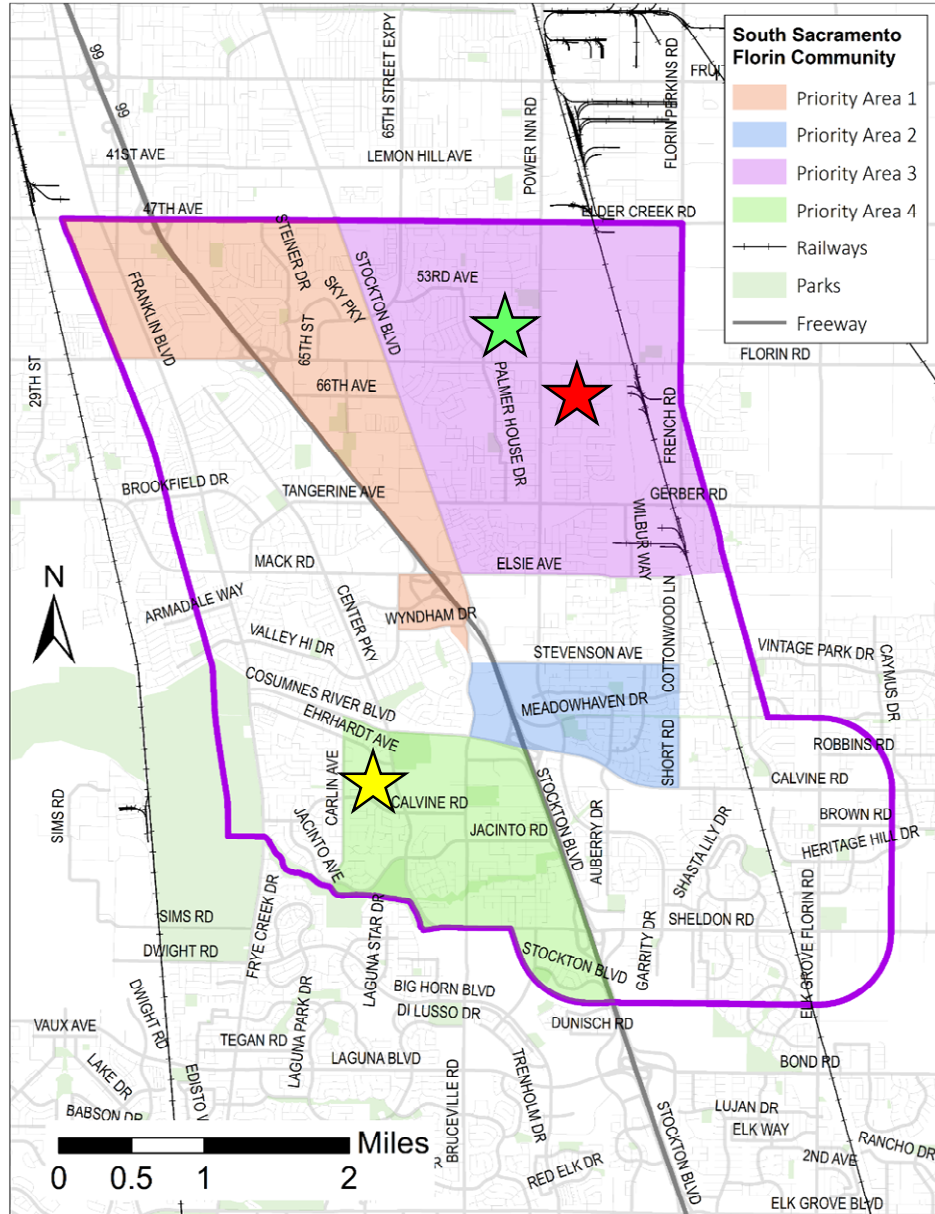 South Sacramento
Florin Community
Priority Area 1
Priority Area 2
Priority Area 3
Priority Area 4
Railways
Parks
Freeway
99
99
65TH STREET EXPY
POWER INN RD
FLORIN PERKINS RD
41ST AVE
LEMON HILL AVE
47TH AVE
ELDER CREEK RD
STEINER DR
SKY PKY
STOCKTON BLVD
53RD AVE
FRANKLIN BLVD
65TH ST
FLORIN RD
29TH ST
66TH AVE
PALMER HOUSE DR
FRENCH RD
BROOKFIELD DR
TANGERINE AVE
GERBER RD
WILBUR WAY
MACK RD
ELSIE AVE
ARMADALE WAY
CENTER PKY
WYNDHAM DR
COTTONWOOD LN
N
VALLEY HI DR
STEVENSON AVE
VINTAGE PARK DR
CAYMUS DR
COSUMNES RIVER BLVD
MEADOWHAVEN DR
EHRHARDT AVE
SHORT RD
ROBBINS RD
CARLIN AVE
STOCKTON BLVD
CALVINE RD
SIMS RD
CALVINE RD
BROWN RD
JACINTO AVE
JACINTO RD
AUBERRY DR
SHASTA LILY DR
HERITAGE HILL DR
SIMS RD
FRYE CREEK DR
LAGUNA STAR DR
SHELDON RD
ELK GROVE FLORIN RD
DWIGHT RD
STOCKTON BLVD
GARRITY DR
DWIGHT RD
LAGUNA PARK DR
BIG HORN BLVD
DI LUSSO DR
DUNISCH RD
VAUX AVE
TEGAN RD
LAGUNA BLVD
BOND RD
LAKE DR
BRUCEVILLE RD
TRENHOLM DR
STOCKTON BLVD
LUJAN DR
ELK WAY
RANCHO DR
2ND AVE
RED ELK DR
ELK GROVE BLVD
Miles
0 0.5 1 2